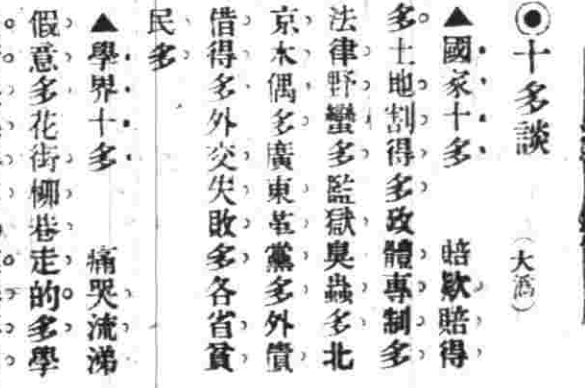 ◉十多談 （大僞）
▲國家十多 賠欵賠得
多。土地割得多政體專制多
法律野蠻多監獄臭蟲多北
京木偶多廣東革黨多外債
借得多外交失敗多各省貧
民多
▲學界十多 痛哭流涕
假意多花街柳巷走的多學